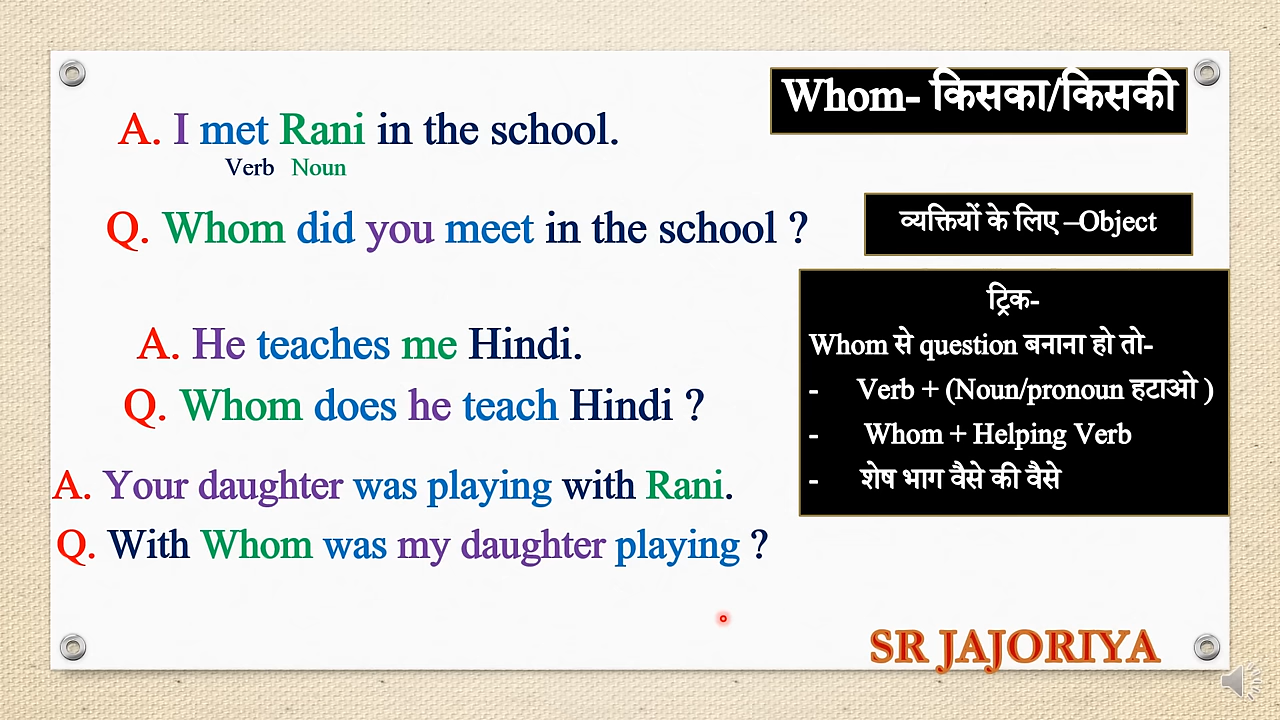 Whom- किसका/किसकी
A. I met Rani in the school.
Verb Noun
Q. Whom did you meet in the school ?
व्यक्तियों के लिए –Object
A. He teaches me Hindi.
Q. Whom does he teach Hindi ?
A. Your daughter was playing with Rani.
Q. With Whom was my daughter playing ?
ट्रिक-
Whom से question बनाना हो तो-
- Verb + (Noun/pronoun हटाओ )
- Whom + Helping Verb
- शेष भाग वैसे की वैसे
SR JAJORIYA